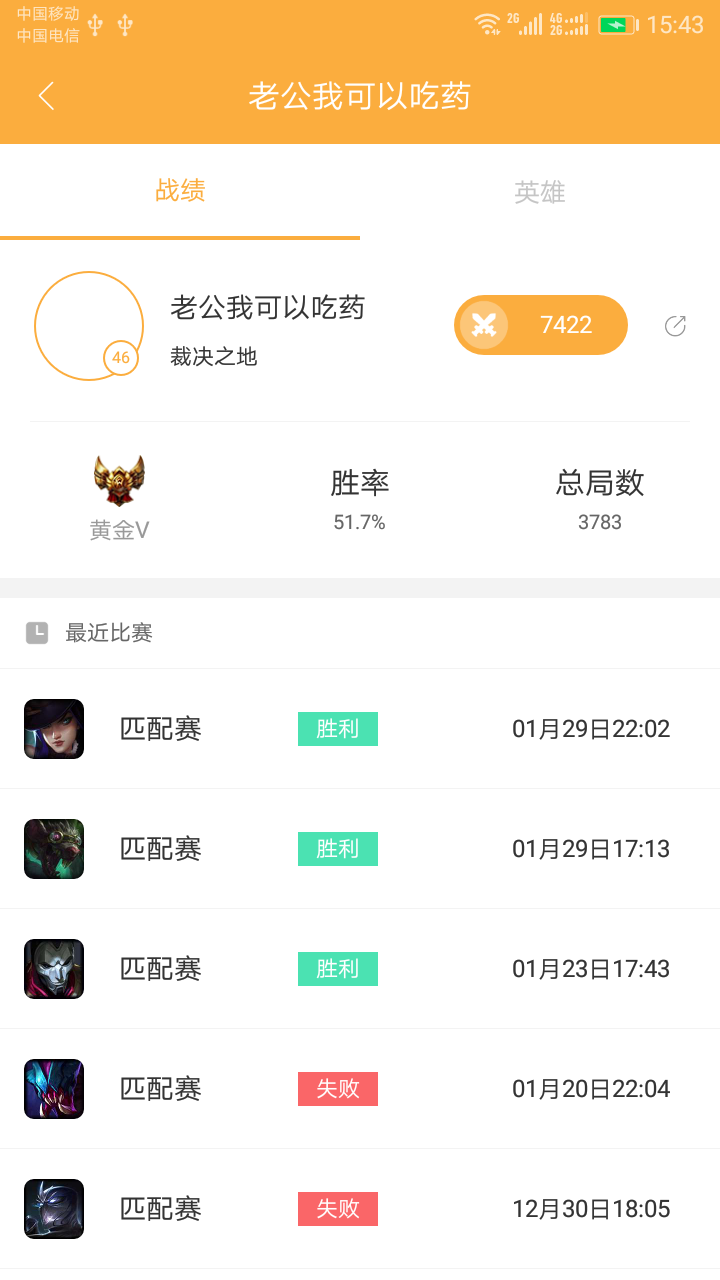 中国移动
中国电信
2G 4G 2G 15:43
老公我可以吃药
战绩 英雄
老公我可以吃药
46
裁决之地
7422
黄金V
胜率
51.7%
总局数
3783
最近比赛
匹配赛 胜利 01月29日22:02
匹配赛 胜利 01月29日17:13
匹配赛 胜利 01月23日17:43
匹配赛 失败 01月20日22:04
匹配赛 失败 12月30日18:05